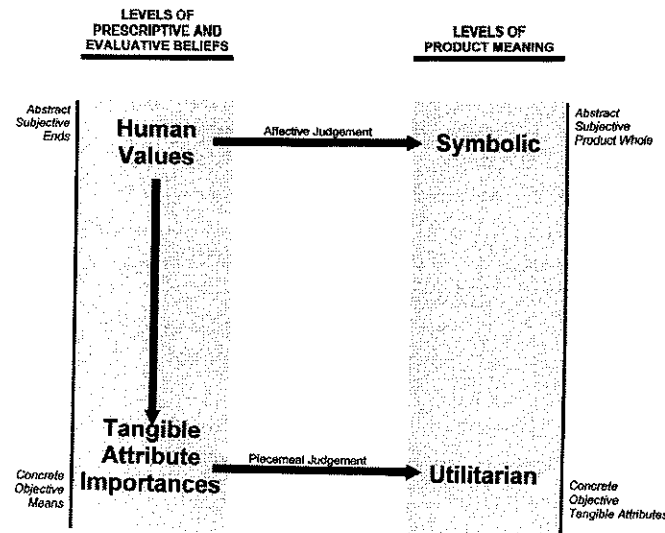 LEVELS OF
PRESCRIPTIVE AND
EVALUATIVE BELIEFS
LEVELS OF
PRODUCT MEANING
Abstract
Subjective
Ends
Human
Values
Affective Judgement
Symbolic
Abstract
Subjective
Product Whole
Tangible
Attribute
Importances
Concrete
Objective
Means
Piecemeal Judgement
Utilitarian
Concrete
Objective
Tangible Attributes